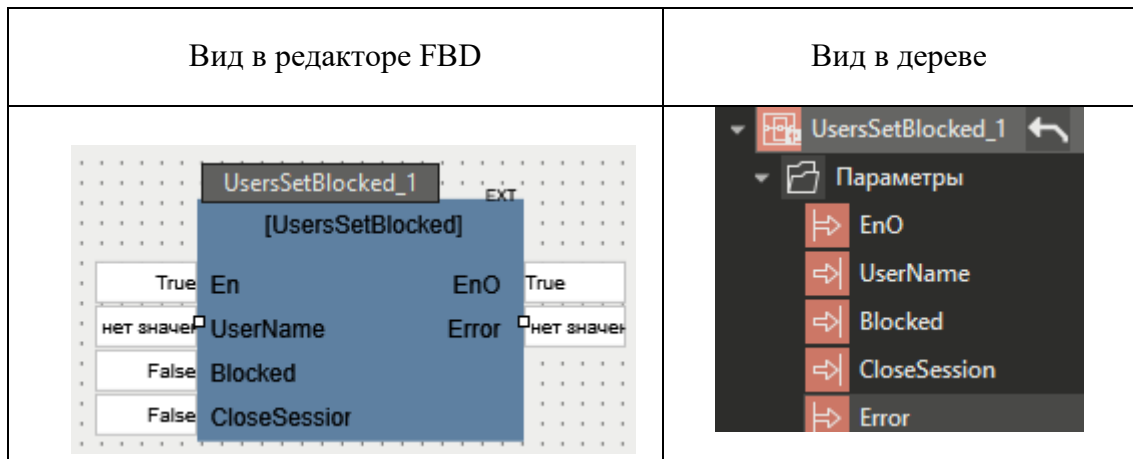 Вид в редакторе FBD
Вид в дереве
UsersSetBlocked_1
EXT
[UsersSetBlocked]
True En EnO True
нет значен UserName Error нет значен
False Blocked
False CloseSessior
UsersSetBlocked_1
Параметры
EnO
UserName
Blocked
CloseSession
Error